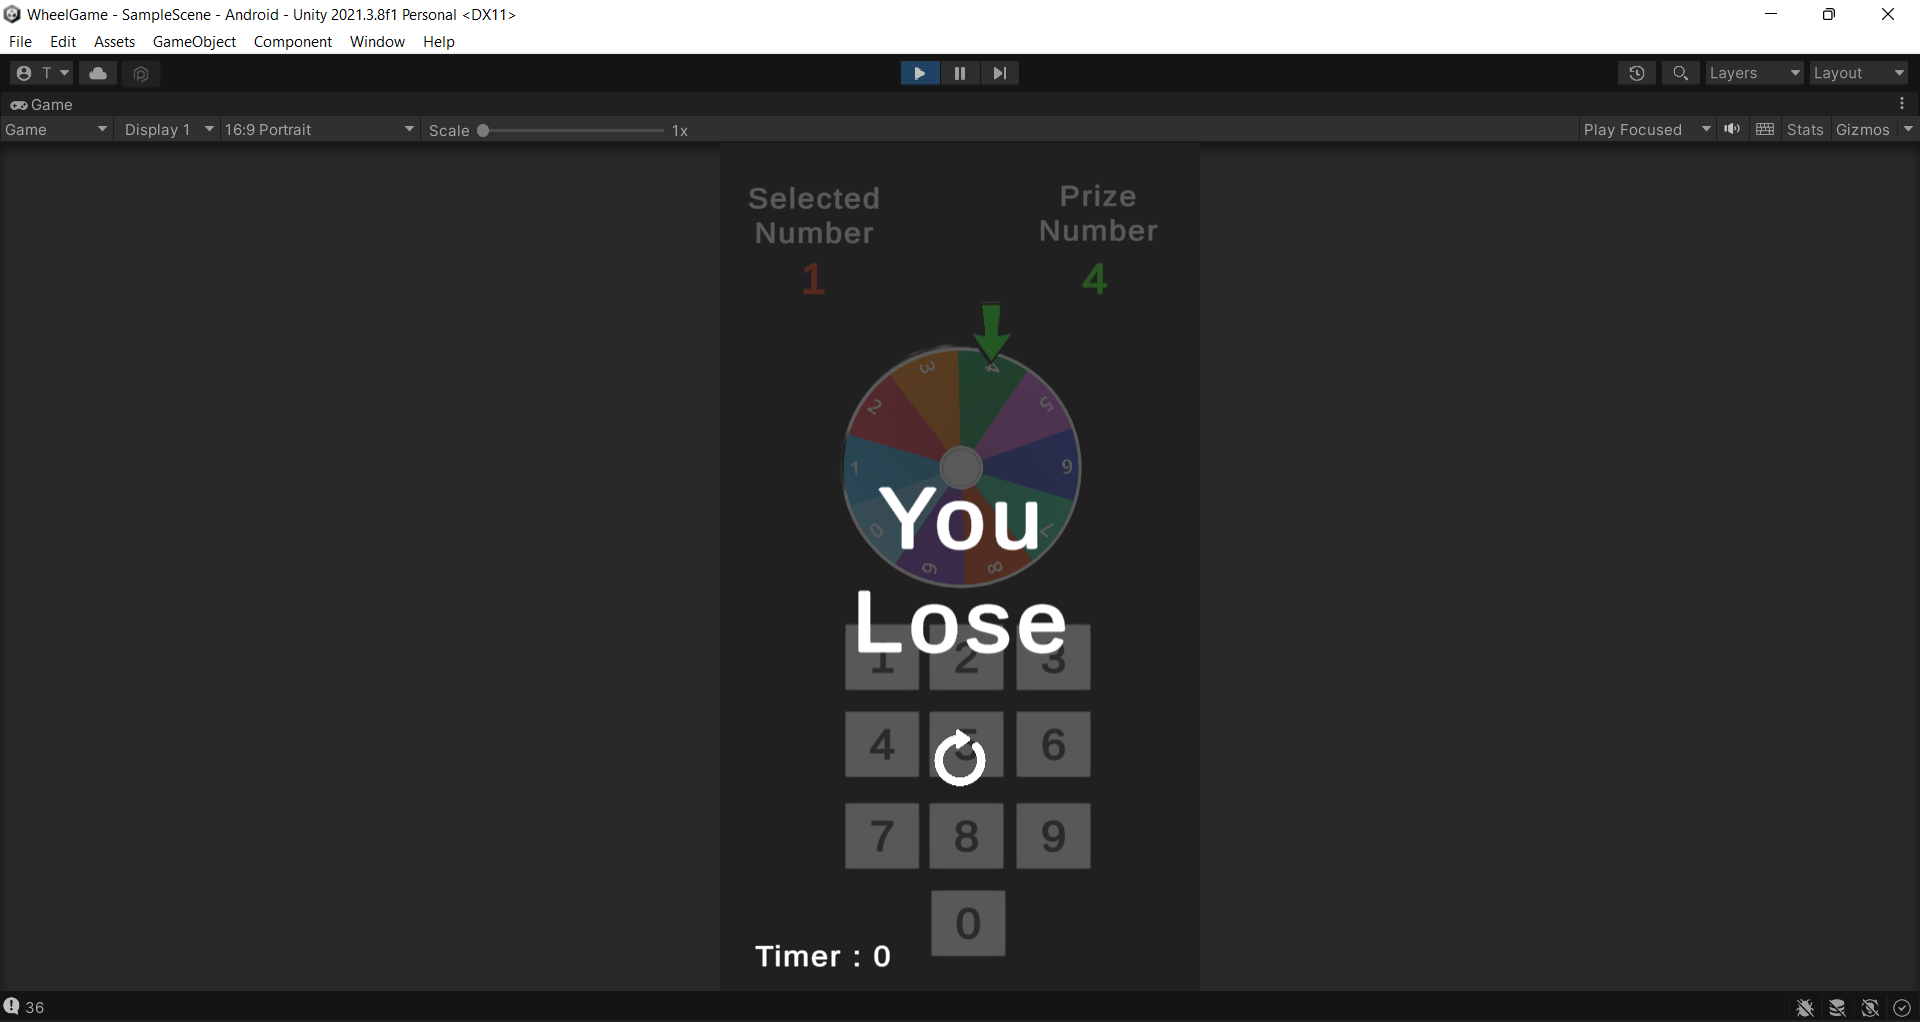 WheelGame - SampleScene - Android - Unity 2021.3.8f1 Personal <DX11>
File Edit Assets GameObject Component Window Help
T Layers Layout
Game
Game Display 1 16:9 Portrait Scale 1x Play Focused Stats Gizmos
Selected Prize
Number Number
1 4
3 4
2 5
1 6
0 7
9 8
You
Lose
1 2 3
4 5 6
7 8 9
0
Timer : 0
36